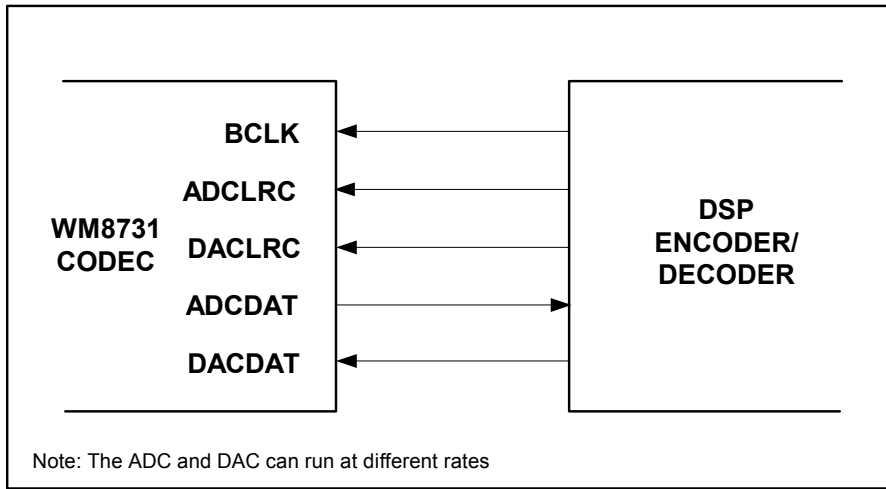 BCLK
ADCLRC
WM8731
CODEC
DACLRC
ADCDAT
DACDAT
DSP
ENCODER/
DECODER
Note: The ADC and DAC can run at different rates